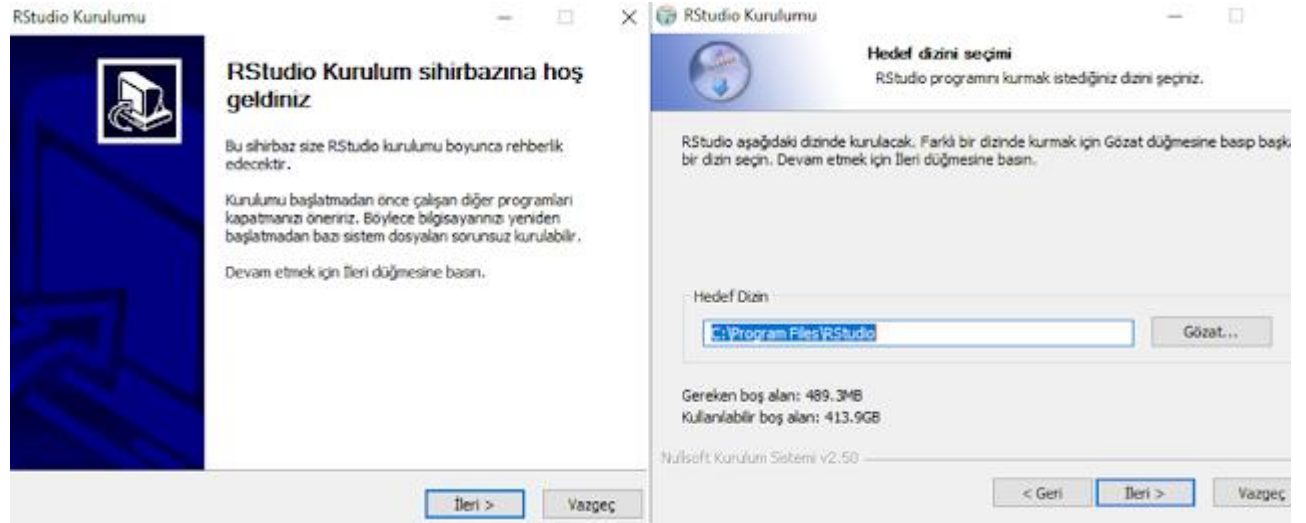 RStudio Kurulumu
RStudio Kurulum sihirbazına hoş
geldiniz
Bu sihirbaz size RStudio kurulumu boyunca rehberlik
edecektir.
Kurulumu başlatmadan önce çalışan diğer programları
kapatmanızı öneririz. Böylece bilgisayarınızı yeniden
başlatmadan bazı sistem dosyaları sorunsuz kurulabilir.
Devam etmek için İleri düğmesine basın.
İleri >
Vazgeç
RStudio Kurulumu
Hedef dizini seçimi
RStudio programını kurmak istediğiniz dizini seçiniz.
RStudio aşağıdaki dizinde kurulacak. Farklı bir dizinde kurmak için Gözat düğmesine basıp başka
bir dizin seçin. Devam etmek için İleri düğmesine basın.
Hedef Dizin
C:\Program Files\RStudio
Gözat...
Gereken boş alan: 489.3MB
Kullanılabilir boş alan: 413.9GB
Nullsoft Kurulum Sistemi v2.50
< Geri
İleri >
Vazgeç